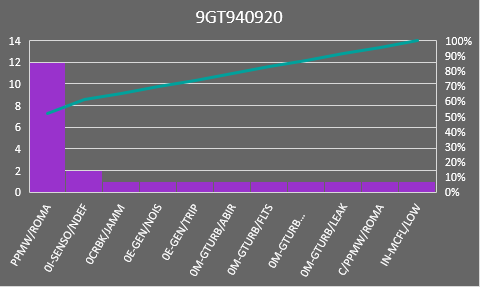 9GT940920
14
12
10
8
6
4
2
0
100%
90%
80%
70%
60%
50%
40%
30%
20%
10%
0%
PPMW/ROMA
0I-SENSO/NDEF
0CRBK/JAMM
0E-GEN/NOIS
0E-GEN/TRIP
0M-GTURB/ABIR
0M-GTURB/FLTS
0M-GTURB...
0M-GTURB/LEAK
C/PPMW/ROMA
IN-MCFL/LOW